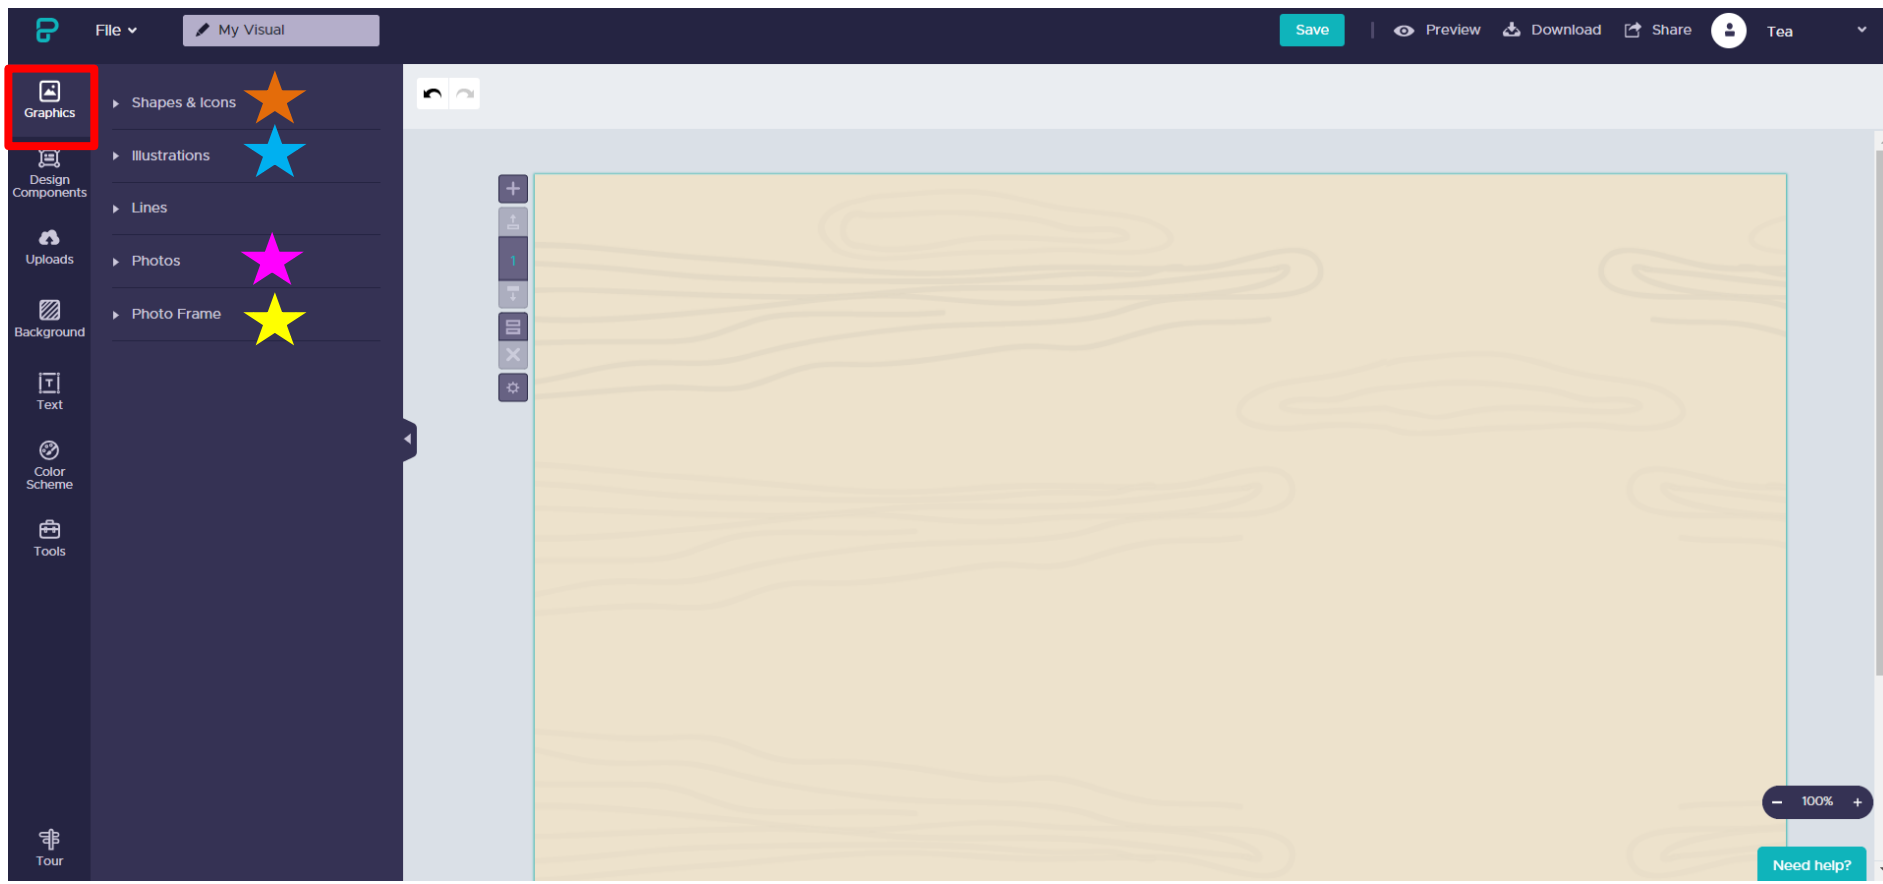 File
My Visual
Save
Preview
Download
Share
Tea
Graphics
Design
Components
Uploads
Background
Text
Color
Scheme
Tools
Tour
Shapes & Icons
Illustrations
Lines
Photos
Photo Frame
1
100%
Need help?